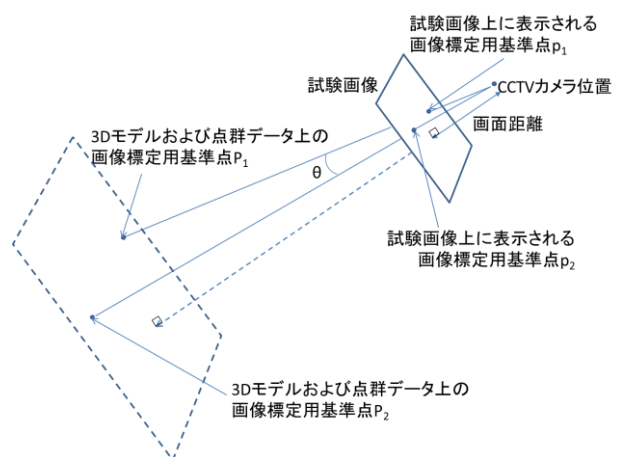 試験画像上に表示される
画像標定用基準点p₁
試験画像
CCTVカメラ位置
画面距離
3Dモデルおよび点群データ上の
画像標定用基準点P₁
θ
試験画像上に表示される
画像標定用基準点p₂
3Dモデルおよび点群データ上の
画像標定用基準点P₂